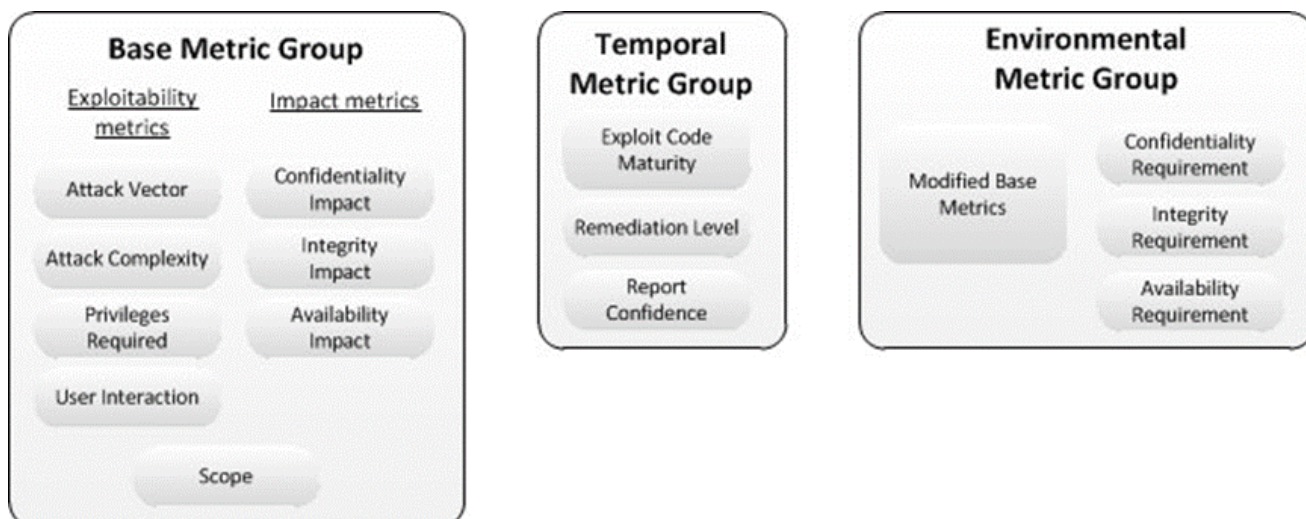 Base Metric Group
Exploitability
metrics
Impact metrics
Attack Vector
Confidentiality
Impact
Attack Complexity
Integrity
Impact
Privileges
Required
Availability
Impact
User Interaction
Scope
Temporal
Metric Group
Exploit Code
Maturity
Remediation Level
Report
Confidence
Environmental
Metric Group
Modified Base
Metrics
Confidentiality
Requirement
Integrity
Requirement
Availability
Requirement